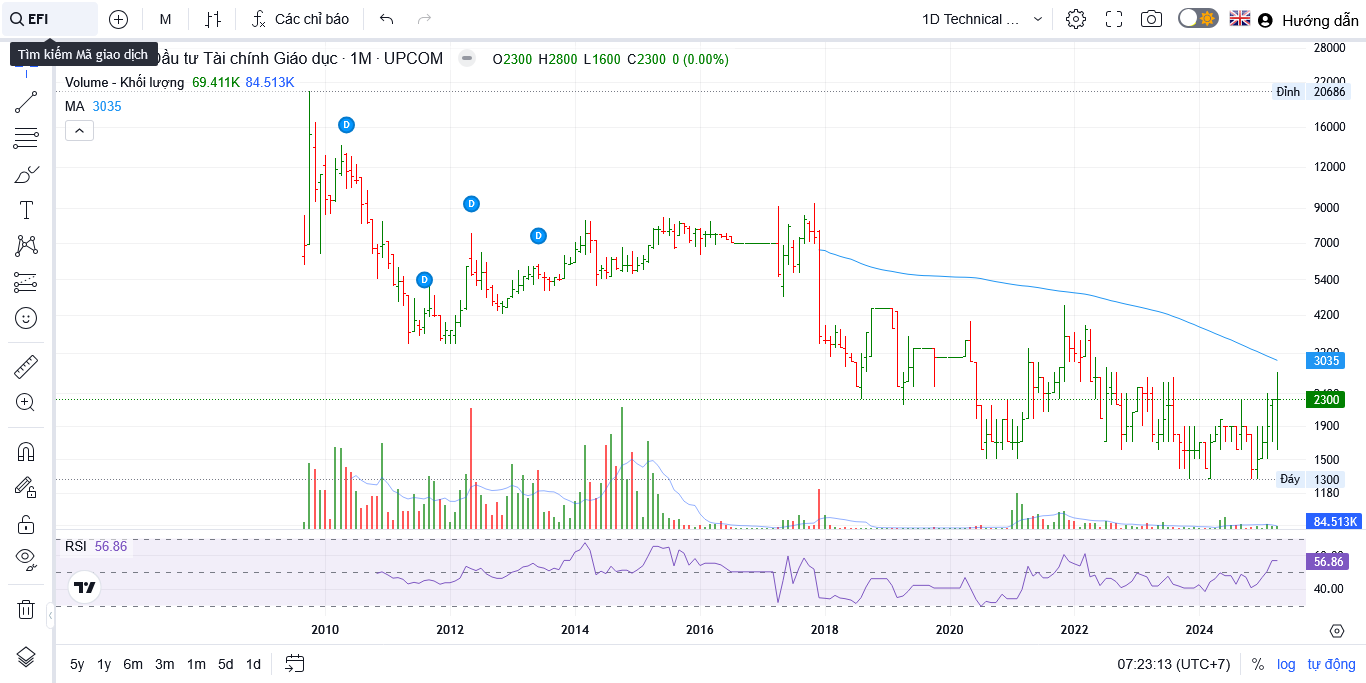 EFI M Các chỉ báo 1D Technical ... Hướng dẫn
Tìm kiếm Mã giao dịch
Đầu tư Tài chính Giáo dục · 1M · UPCOM O2300 H2800 L1600 C2300 0 (0.00%)
Volume - Khối lượng 69.411K 84.513K
MA 3035
28000
22000
Đỉnh 20686
16000
12000
9000
7000
5400
4200
3035
2300
1900
1500
Đáy 1300
1180
84.513K
D
D
D
D
RSI 56.86
56.86
40.00
2010 2012 2014 2016 2018 2020 2022 2024
5y 1y 6m 3m 1m 5d 1d 07:23:13 (UTC+7) % log tự động